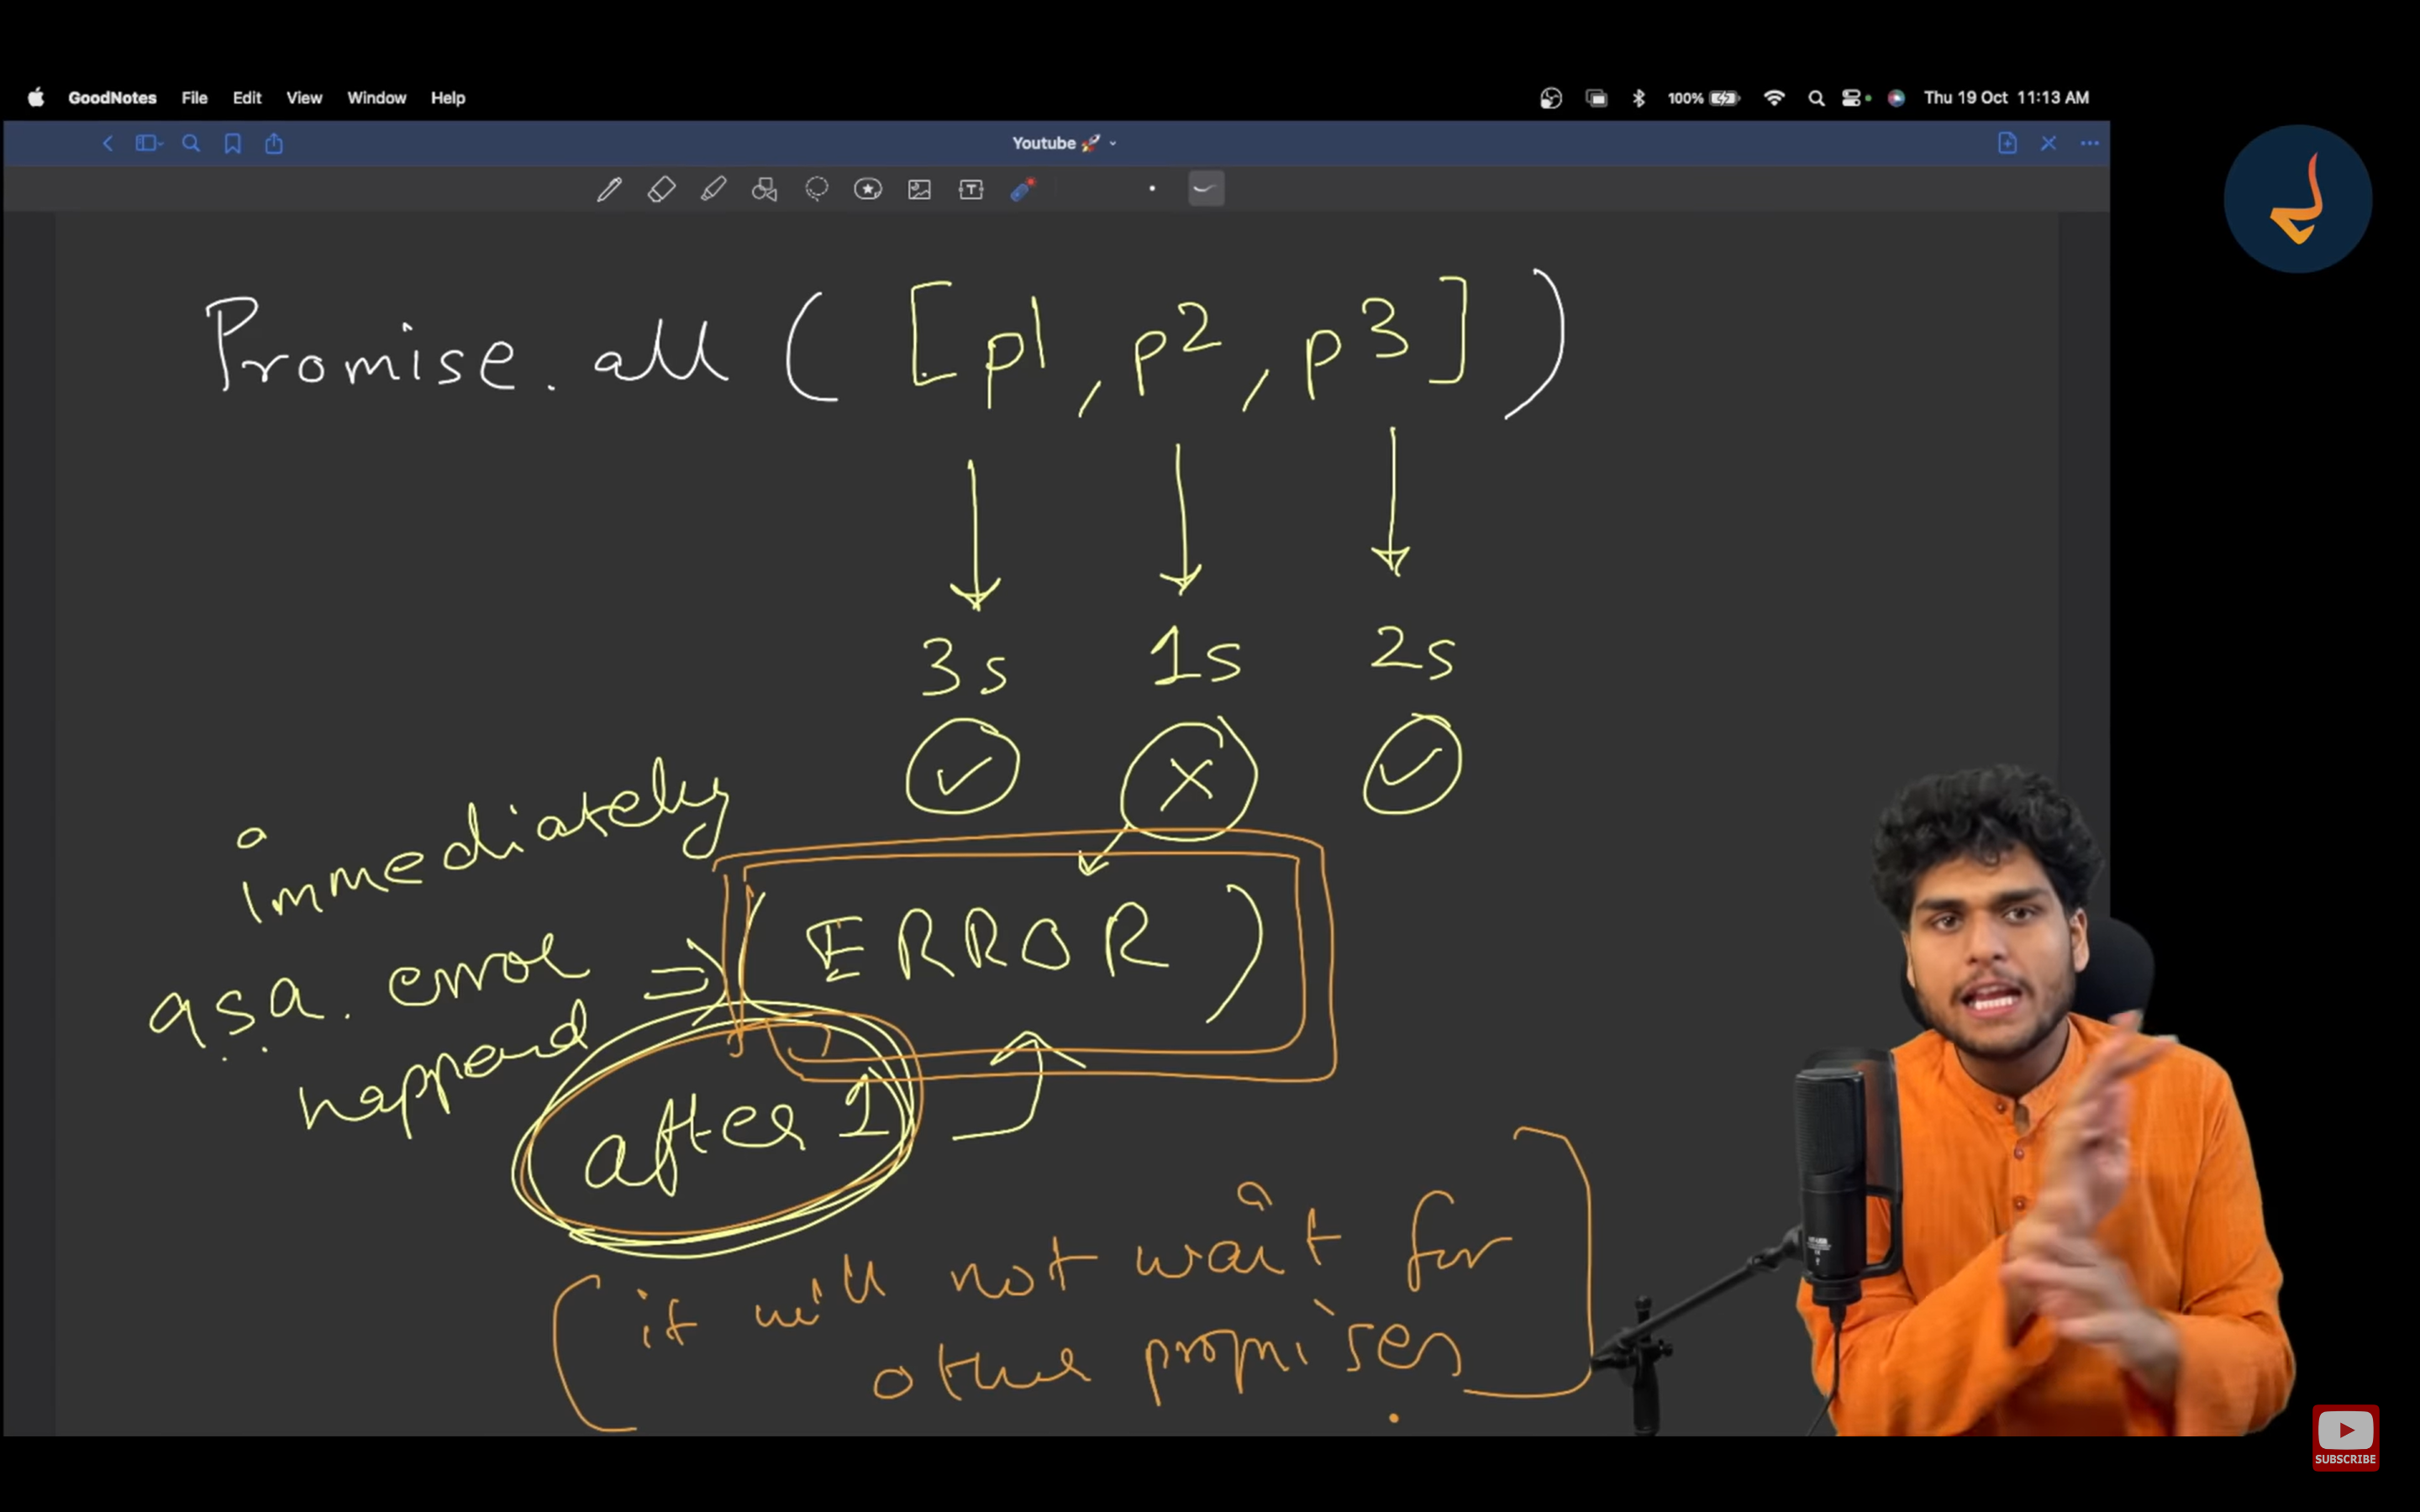 GoodNotes File Edit View Window Help
100% Thu 19 Oct 11:13 AM
Youtube 🚀
T
Promise.all ( [p1, p2, p3] )
3s 1s 2s
immediately
asa. error
happend
⇒ ( ERROR )
after 1
it will not wait for
other promises
SUBSCRIBE